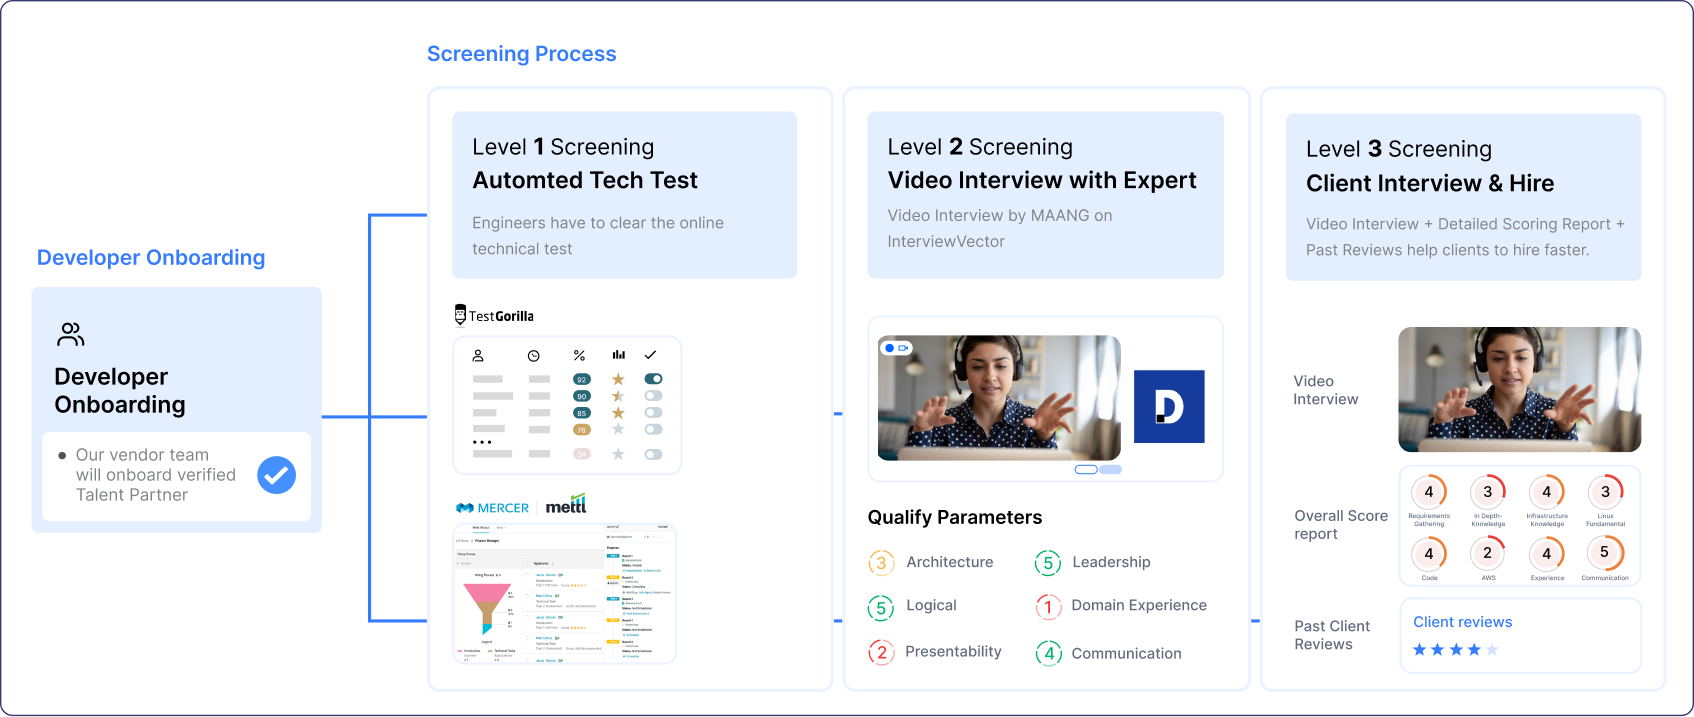 Screening Process
Developer Onboarding
Developer
Onboarding
Our vendor team
will onboard verified
Talent Partner
Level 1 Screening
Automted Tech Test
Engineers have to clear the online
technical test
TestGorilla
%
92
90
85
76
34
MERCER | mettl
Hiring Process
Applicants
Level 2 Screening
Video Interview with Expert
Video Interview by MAANG on
InterviewVector
D
Qualify Parameters
3 Architecture
5 Leadership
5 Logical
1 Domain Experience
2 Presentability
4 Communication
Level 3 Screening
Client Interview & Hire
Video Interview + Detailed Scoring Report +
Past Reviews help clients to hire faster.
Video
Interview
Overall Score
report
4 3 4 3
Requirements
Gathering
In Depth-
Knowledge
Infrastructure
Knowledge
Linux
Fundamental
4 2 4 5
Code AWS Experience Communication
Past Client
Reviews
Client reviews